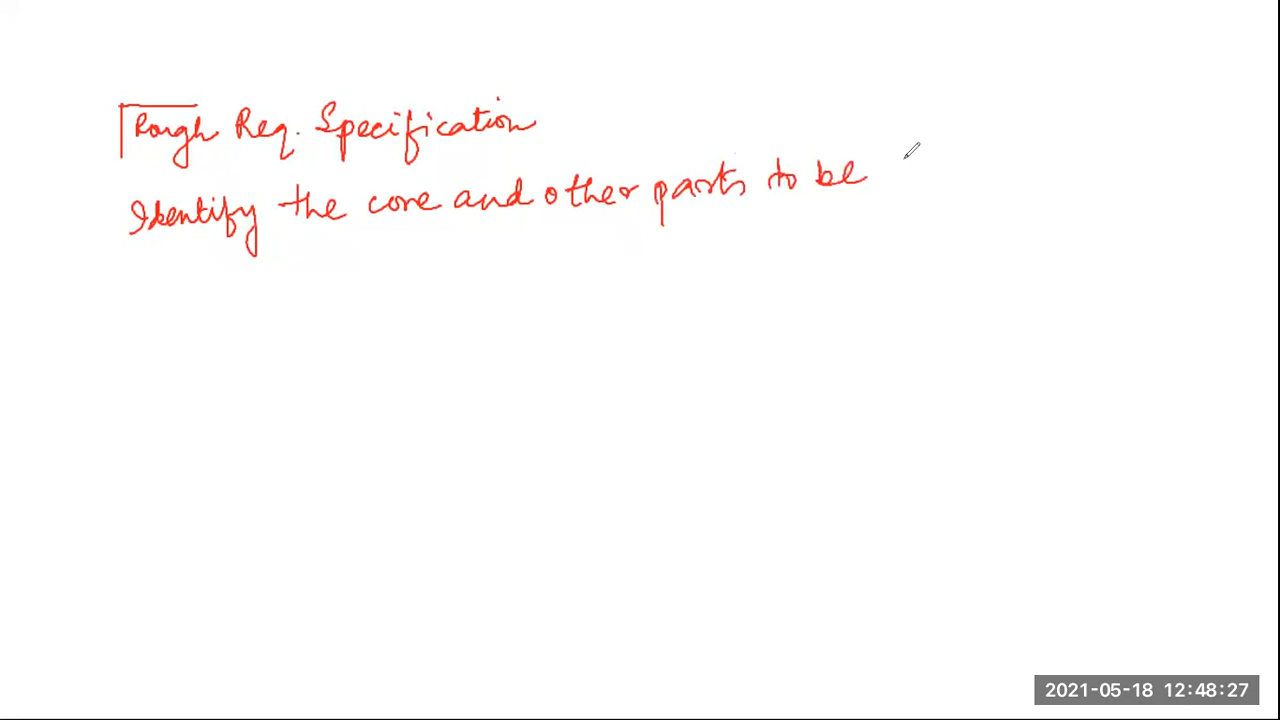 Rough Req. Specification
Identify the core and other parts to be
2021-05-18 12:48:27